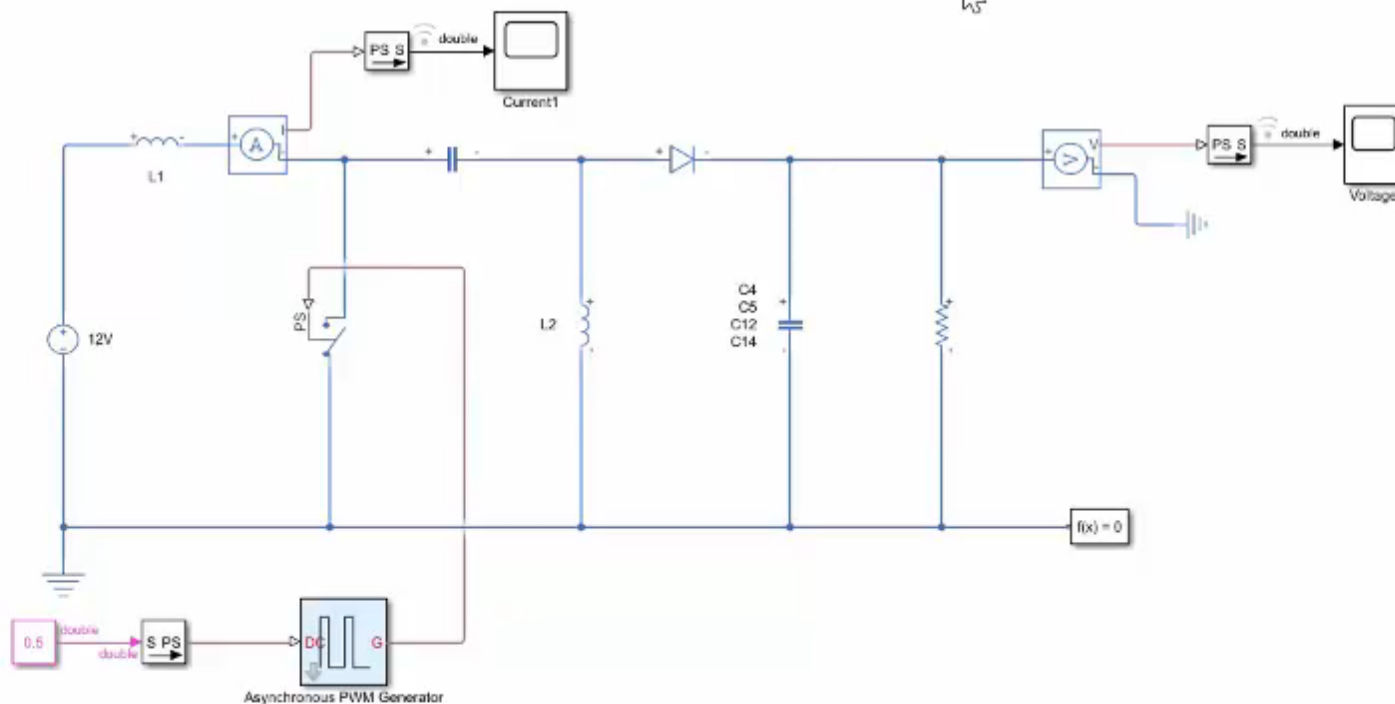 PS S
double
Current1
A
I
L1
V
V
PS S
double
Voltage
12V
PS
L2
C4
C5
C12
C14
f(x) = 0
0.5
double
double
S PS
DC
G
Asynchronous PWM Generator